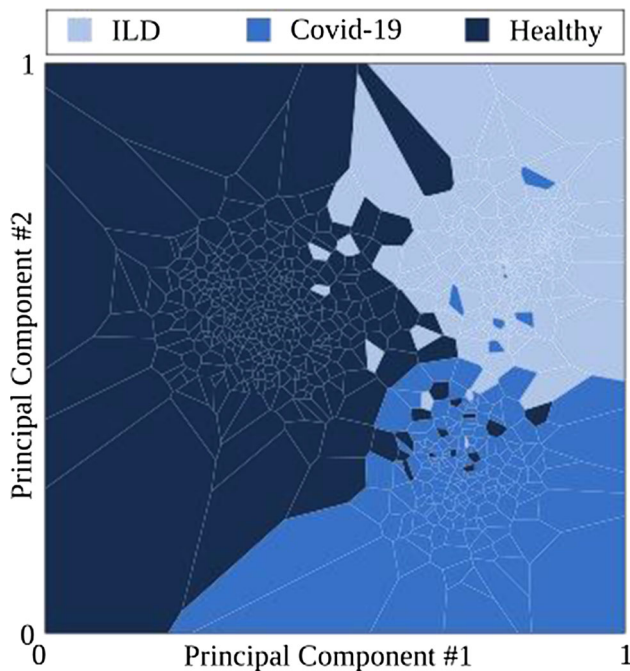 ILD Covid-19 Healthy
1
Principal Component #2
0
0 Principal Component #1 1